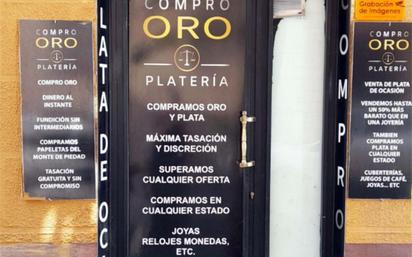 COMPRO
ORO
PLATERÍA
COMPRO ORO
DINERO AL
INSTANTE
FUNDICIÓN SIN
INTERMEDIARIOS
COMPRAMOS
PAPELETAS DEL
MONTE DE PIEDAD
TASACIÓN
GRATUITA Y SIN
COMPROMISO
LATA DE OC
COMPRO
ORO
PLATERÍA
COMPRAMOS ORO
Y PLATA
MÁXIMA TASACIÓN
Y DISCRECIÓN
SUPERAMOS
CUALQUIER OFERTA
COMPRAMOS EN
CUALQUIER ESTADO
JOYAS
RELOJES MONEDAS,
ETC.
COMPRO
Grabación
de Imágenes
COMPRO
ORO
PLATERÍA
VENTA DE PLATA
DE OCASIÓN
VENDEMOS HASTA
UN 50% MÁS
BARATO QUE EN
UNA JOYERÍA
TAMBIEN
COMPRAMOS
PLATA EN
CUALQUIER
ESTADO
CUBERTERÍAS,
JUEGOS DE CAFÉ,
JOYAS... ETC